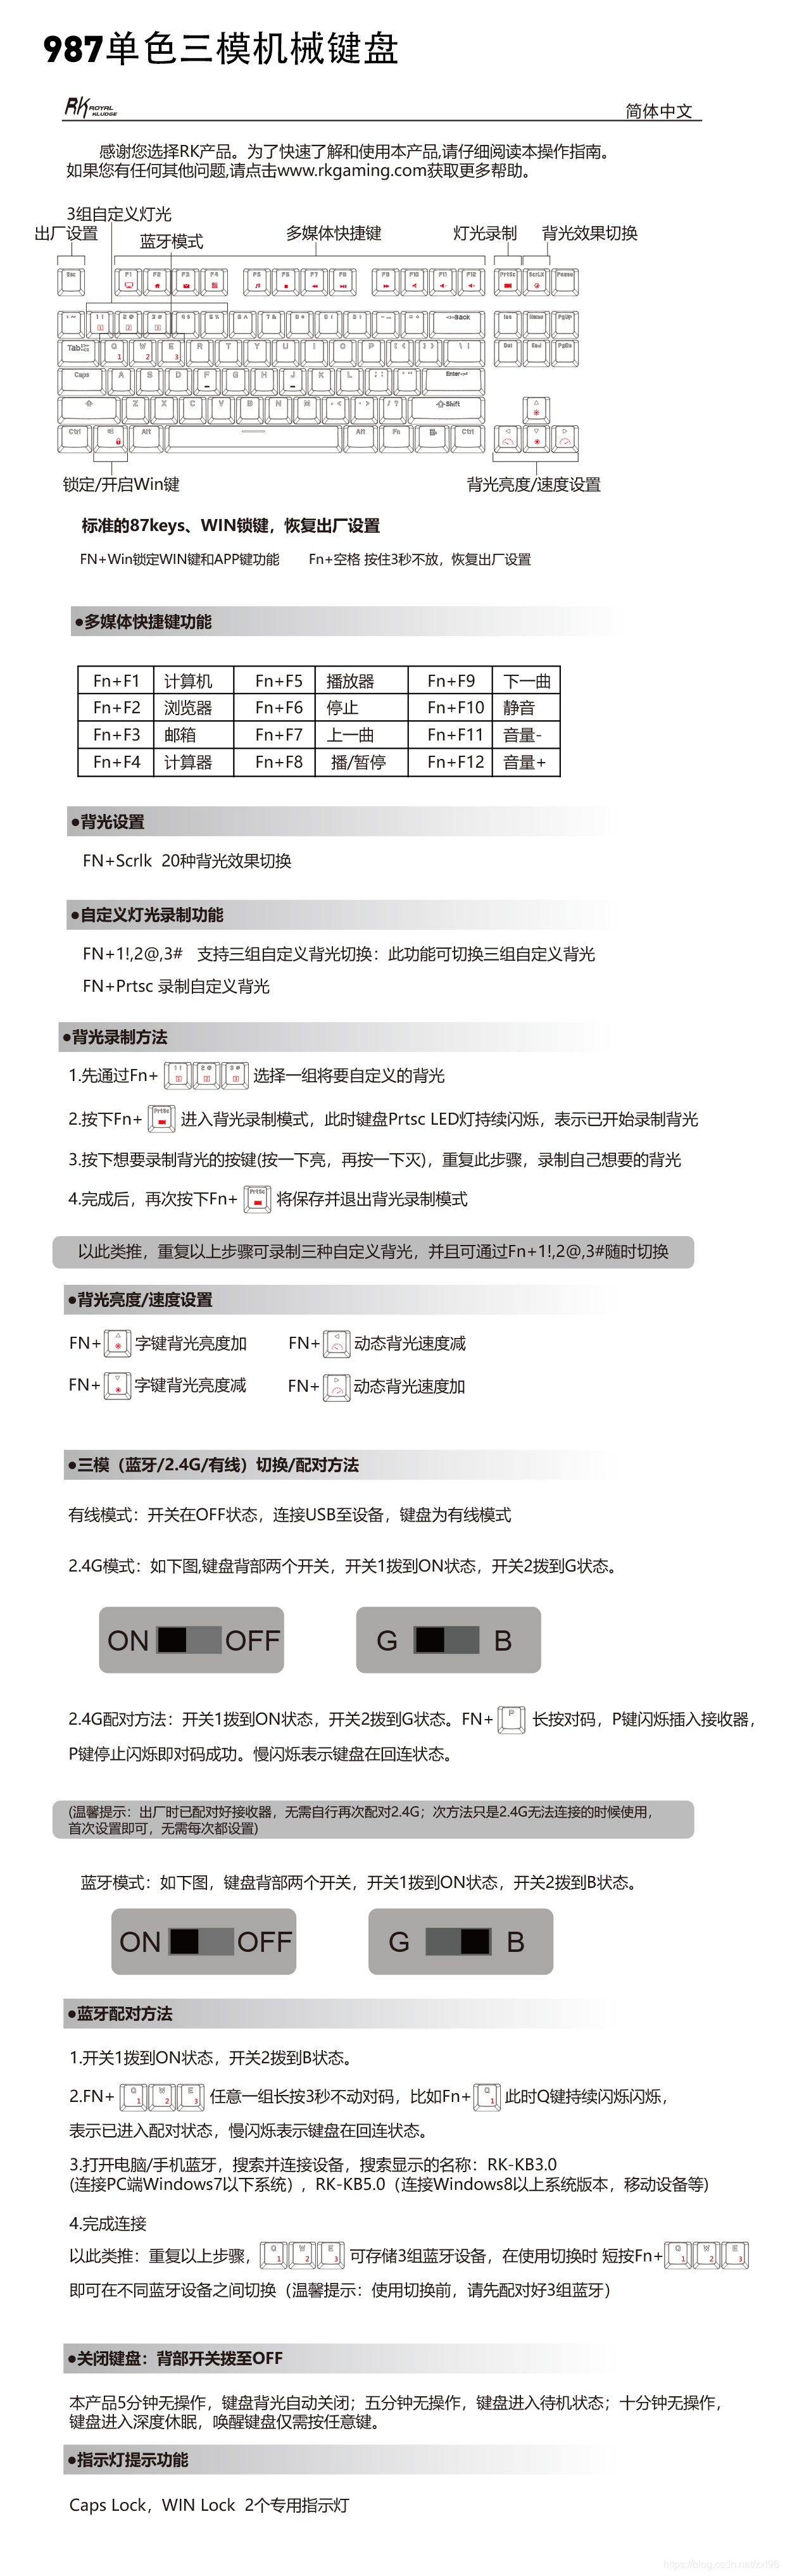 987单色三模机械键盘
RK ROYAL KLUDGE
简体中文
感谢您选择RK产品。为了快速了解和使用本产品,请仔细阅读本操作指南。
如果您有任何其他问题,请点击www.rkgaming.com获取更多帮助。
3组自定义灯光
出厂设置 蓝牙模式 多媒体快捷键 灯光录制 背光效果切换
Esc F1 F2 F3 F4 F5 F6 F7 F8 F9 F10 F11 F12 PrtSc ScrLK Pause
1 ! 2 @ 3 # 4 $ 5 % 6 ^ 7 & 8 * 9 ( 0 ) - _ = + Back Ins Home PgUp
Tab Q 1 W 2 E 3 R T Y U I O P [ { ] } \ | Del End PgDn
Caps A S D F G H J K L ; : ' " Enter
Z X C V B N M , < . > / ? Shift
Ctrl Alt Alt Fn Ctrl
锁定/开启Win键 背光亮度/速度设置
标准的87keys、WIN锁键，恢复出厂设置
FN+Win锁定WIN键和APP键功能 Fn+空格 按住3秒不放，恢复出厂设置
●多媒体快捷键功能
Fn+F1 计算机 Fn+F5 播放器 Fn+F9 下一曲
Fn+F2 浏览器 Fn+F6 停止 Fn+F10 静音
Fn+F3 邮箱 Fn+F7 上一曲 Fn+F11 音量-
Fn+F4 计算器 Fn+F8 播/暂停 Fn+F12 音量+
●背光设置
FN+Scrlk 20种背光效果切换
●自定义灯光录制功能
FN+1!,2@,3# 支持三组自定义背光切换：此功能可切换三组自定义背光
FN+Prtsc 录制自定义背光
●背光录制方法
1.先通过Fn+ 1 ! 2 @ 3 # 选择一组将要自定义的背光
2.按下Fn+ PrtSc 进入背光录制模式，此时键盘Prtsc LED灯持续闪烁，表示已开始录制背光
3.按下想要录制背光的按键(按一下亮，再按一下灭)，重复此步骤，录制自己想要的背光
4.完成后，再次按下Fn+ PrtSc 将保存并退出背光录制模式
以此类推，重复以上步骤可录制三种自定义背光，并且可通过Fn+1!,2@,3#随时切换
●背光亮度/速度设置
FN+ 字键背光亮度加 FN+ 动态背光速度减
FN+ 字键背光亮度减 FN+ 动态背光速度加
●三模（蓝牙/2.4G/有线）切换/配对方法
有线模式：开关在OFF状态，连接USB至设备，键盘为有线模式
2.4G模式：如下图,键盘背部两个开关，开关1拨到ON状态，开关2拨到G状态。
ON OFF G B
2.4G配对方法：开关1拨到ON状态，开关2拨到G状态。FN+ P 长按对码，P键闪烁插入接收器，
P键停止闪烁即对码成功。慢闪烁表示键盘在回连状态。
(温馨提示：出厂时已配对好接收器，无需自行再次配对2.4G；次方法只是2.4G无法连接的时候使用，
首次设置即可，无需每次都设置)
蓝牙模式：如下图，键盘背部两个开关，开关1拨到ON状态，开关2拨到B状态。
ON OFF G B
●蓝牙配对方法
1.开关1拨到ON状态，开关2拨到B状态。
2.FN+ Q 1 W 2 E 3 任意一组长按3秒不动对码，比如Fn+ Q 1 此时Q键持续闪烁闪烁，
表示已进入配对状态，慢闪烁表示键盘在回连状态。
3.打开电脑/手机蓝牙，搜索并连接设备，搜索显示的名称：RK-KB3.0
(连接PC端Windows7以下系统），RK-KB5.0（连接Windows8以上系统版本，移动设备等)
4.完成连接
以此类推：重复以上步骤， Q 1 W 2 E 3 可存储3组蓝牙设备，在使用切换时 短按Fn+ Q 1 W 2 E 3
即可在不同蓝牙设备之间切换（温馨提示：使用切换前，请先配对好3组蓝牙）
●关闭键盘：背部开关拨至OFF
本产品5分钟无操作，键盘背光自动关闭；五分钟无操作，键盘进入待机状态；十分钟无操作，
键盘进入深度休眠，唤醒键盘仅需按任意键。
●指示灯提示功能
Caps Lock，WIN Lock 2个专用指示灯